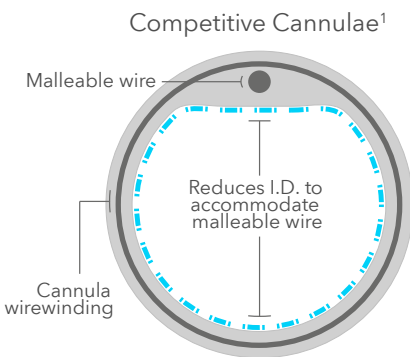 Competitive Cannulae¹
Malleable wire
Reduces I.D. to
accommodate
malleable wire
Cannula
wirewinding